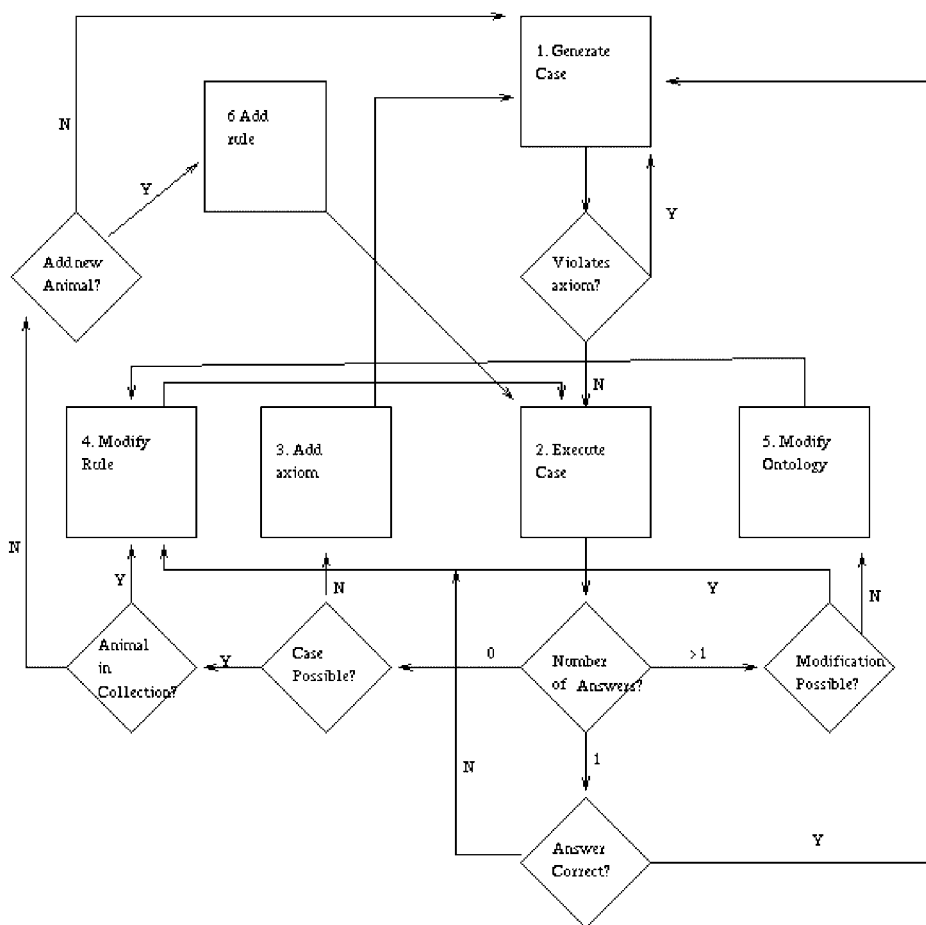 1. Generate
Case
6 Add
rule
N
Y
Y
Add new
Animal?
Violates
axiom?
N
4. Modify
Rule
3. Add
axiom
2. Execute
Case
5. Modify
Ontology
N
Y
N
Y
N
Animal
in
Collection?
Y
Case
Possible?
0
Number
of Answers?
>1
Modification
Possible?
1
N
Answer
Correct?
Y